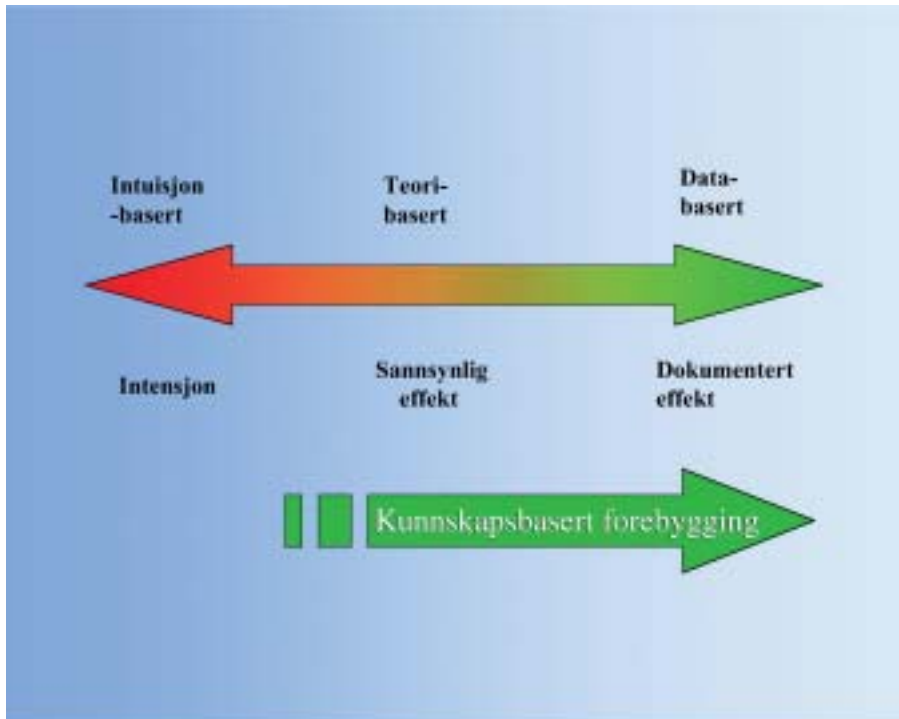 Intuisjon
-basert
Teori-
basert
Data-
basert
Intensjon
Sannsynlig
effekt
Dokumentert
effekt
Kunnskapsbasert forebygging